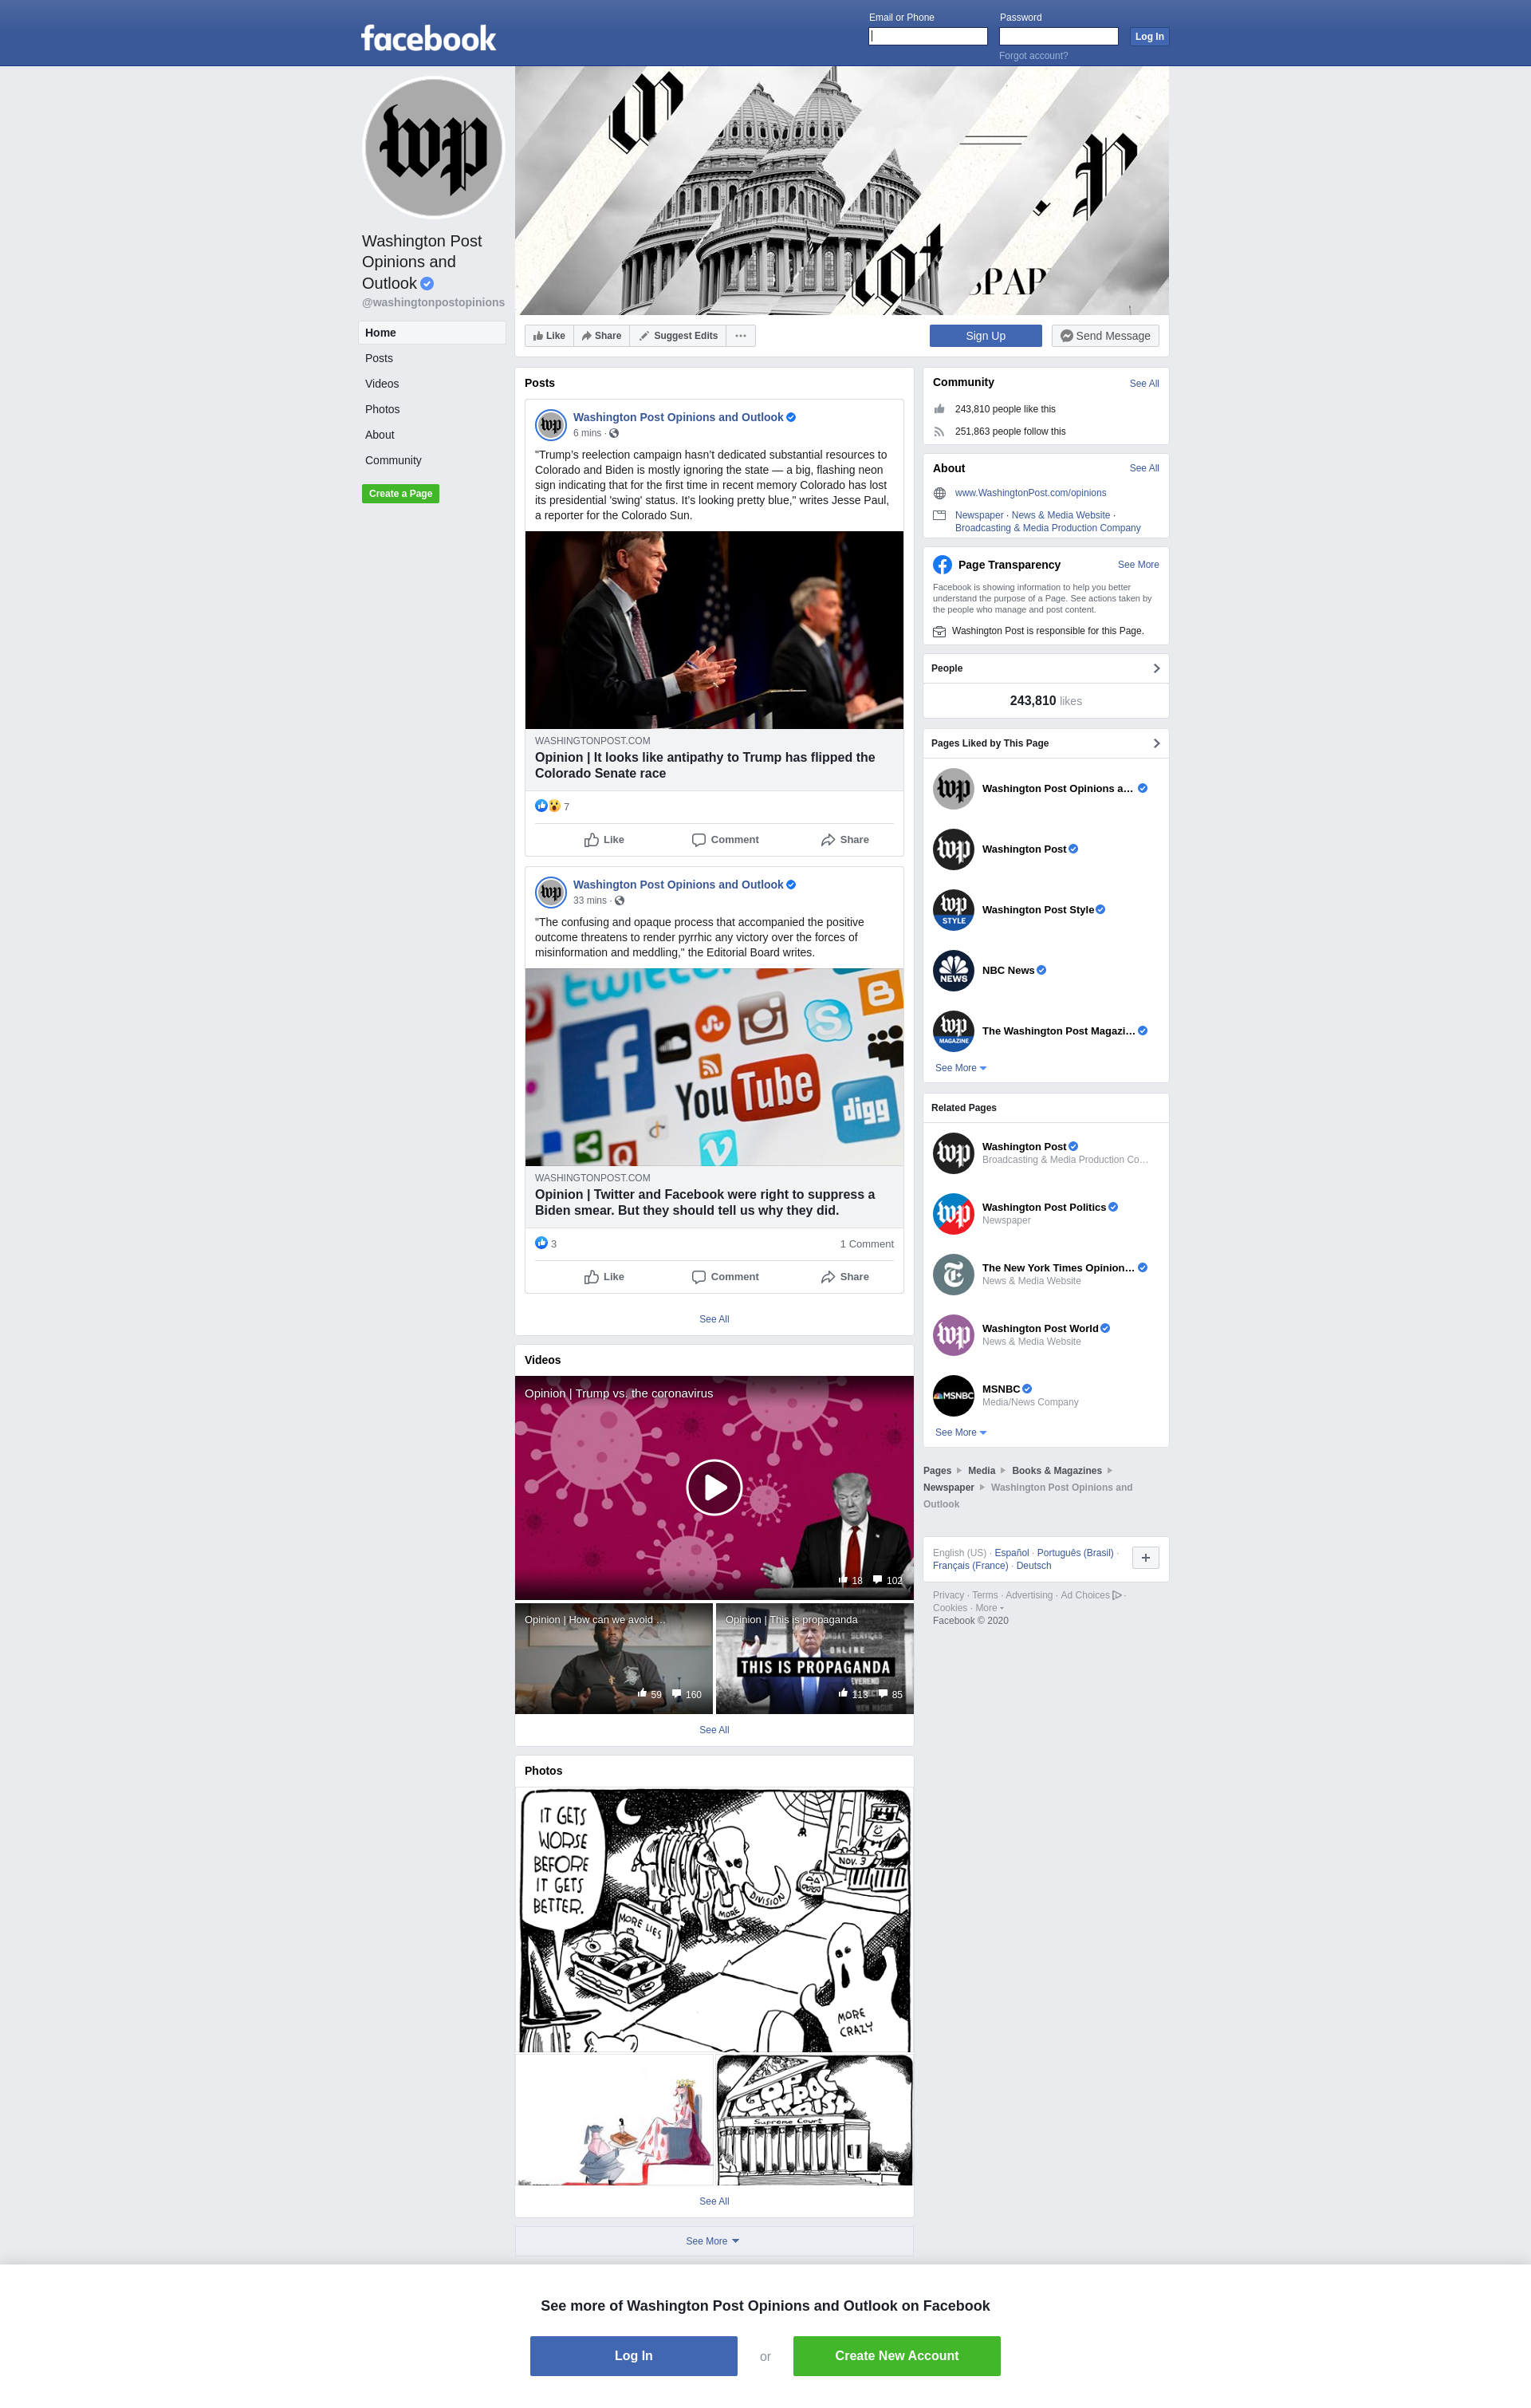 facebook
Email or Phone
Password
Log In
Forgot account?
wp
Washington Post
Opinions and
Outlook
@washingtonpostopinions
Home
Posts
Videos
Photos
About
Community
Create a Page
Like
Share
Suggest Edits
Sign Up
Send Message
Posts
Washington Post Opinions and Outlook
6 mins ·
"Trump’s reelection campaign hasn’t dedicated substantial resources to
Colorado and Biden is mostly ignoring the state — a big, flashing neon
sign indicating that for the first time in recent memory Colorado has lost
its presidential 'swing' status. It’s looking pretty blue," writes Jesse Paul,
a reporter for the Colorado Sun.
WASHINGTONPOST.COM
Opinion | It looks like antipathy to Trump has flipped the
Colorado Senate race
7
Like
Comment
Share
Washington Post Opinions and Outlook
33 mins ·
"The confusing and opaque process that accompanied the positive
outcome threatens to render pyrrhic any victory over the forces of
misinformation and meddling," the Editorial Board writes.
twitter
YouTube
digg
WASHINGTONPOST.COM
Opinion | Twitter and Facebook were right to suppress a
Biden smear. But they should tell us why they did.
3
1 Comment
Like
Comment
Share
See All
Videos
Opinion | Trump vs. the coronavirus
18
102
Opinion | How can we avoid …
59
160
Opinion | This is propaganda
THIS IS PROPAGANDA
113
85
See All
Photos
IT GETS
WORSE
BEFORE
IT GETS
BETTER.
NOV. 3
DIVISION
MORE
MORE LIES
MORE
CRAZY
Supreme Court
See All
See More
Community
See All
243,810 people like this
251,863 people follow this
About
See All
www.WashingtonPost.com/opinions
Newspaper · News & Media Website ·
Broadcasting & Media Production Company
Page Transparency
See More
Facebook is showing information to help you better
understand the purpose of a Page. See actions taken by
the people who manage and post content.
Washington Post is responsible for this Page.
People
243,810 likes
Pages Liked by This Page
Washington Post Opinions a…
Washington Post
Washington Post Style
NBC News
The Washington Post Magazi…
See More
Related Pages
Washington Post
Broadcasting & Media Production Co…
Washington Post Politics
Newspaper
The New York Times Opinion…
News & Media Website
Washington Post World
News & Media Website
MSNBC
Media/News Company
See More
Pages
Media
Books & Magazines
Newspaper
Washington Post Opinions and
Outlook
English (US) · Español · Português (Brasil) ·
Français (France) · Deutsch
Privacy · Terms · Advertising · Ad Choices ·
Cookies · More
Facebook © 2020
See more of Washington Post Opinions and Outlook on Facebook
Log In
or
Create New Account